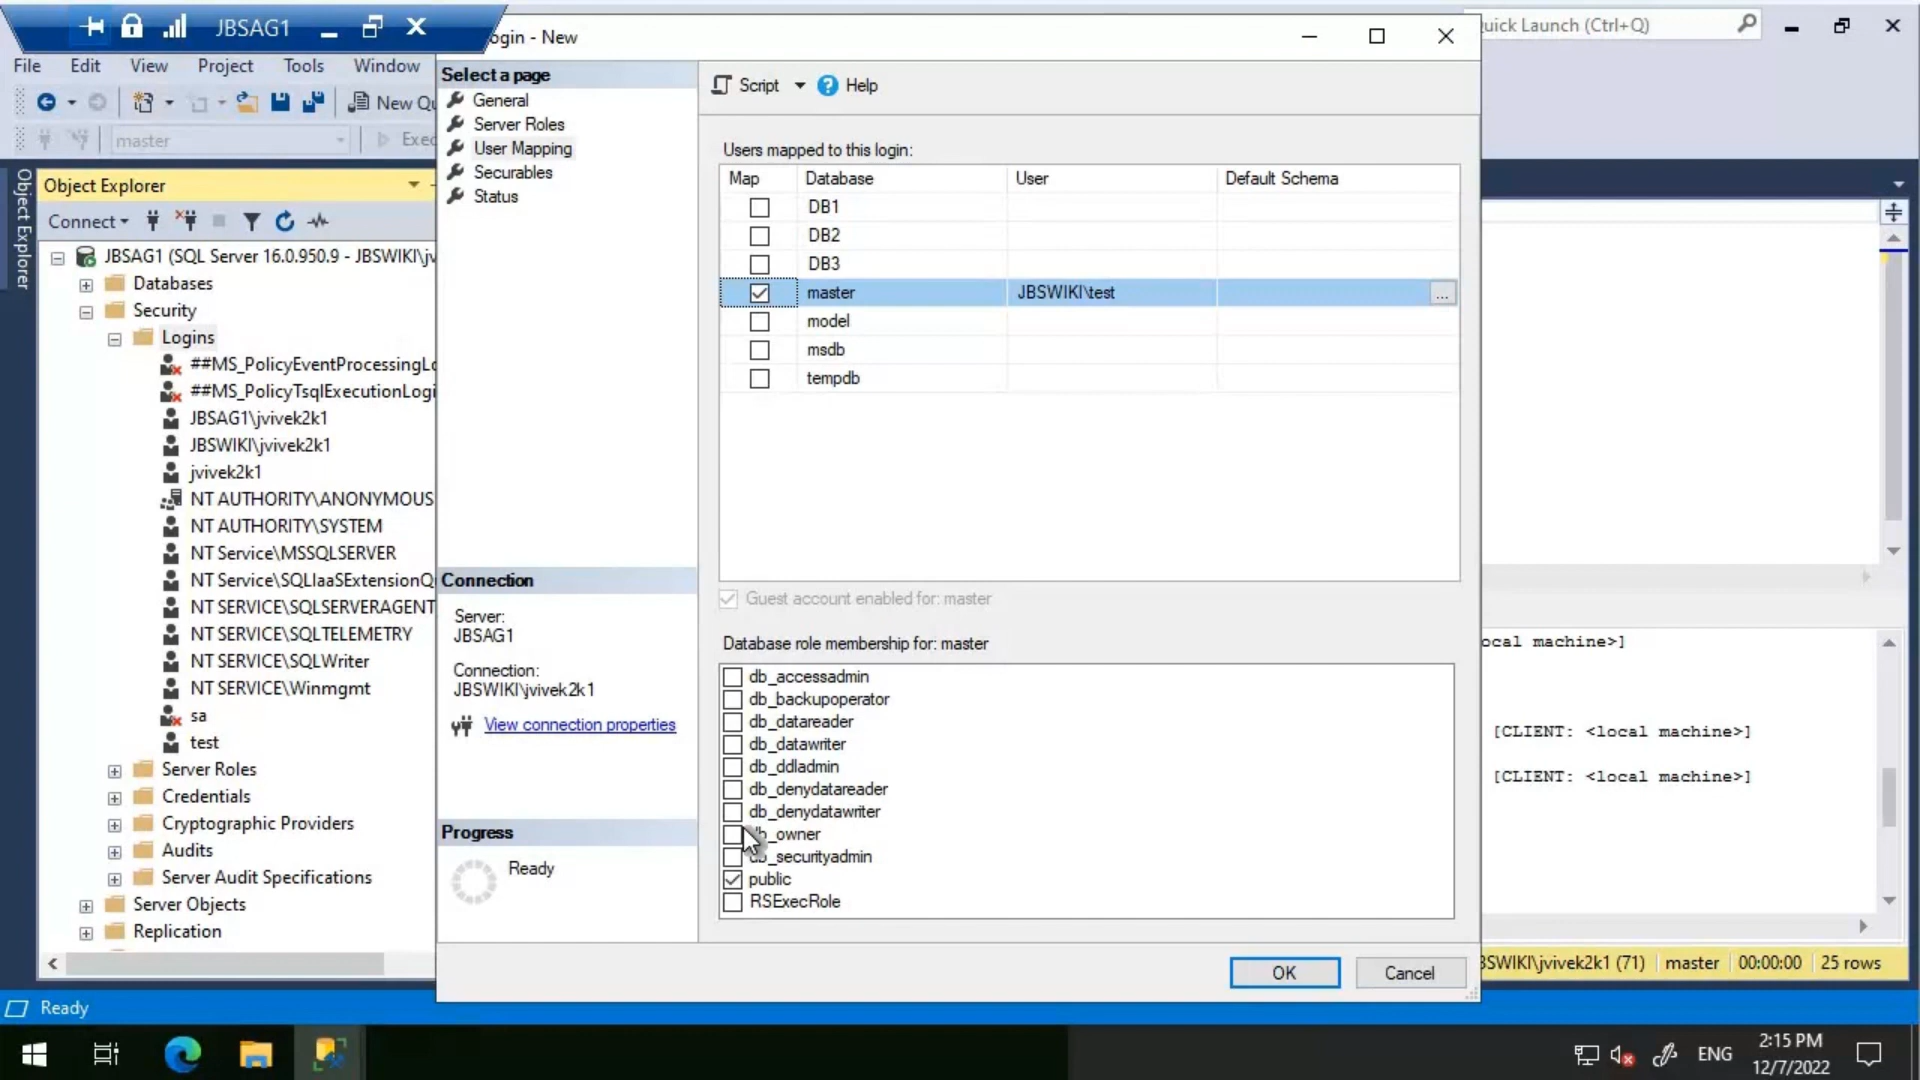 JBSAG1
ogin - New
uick Launch (Ctrl+Q)
File Edit View Project Tools Window
New Qu
master
Exec
Object Explorer
Object Explorer
Connect
JBSAG1 (SQL Server 16.0.950.9 - JBSWIKI\jv
Databases
Security
Logins
##MS_PolicyEventProcessingLo
##MS_PolicyTsqlExecutionLogi
JBSAG1\jvivek2k1
JBSWIKI\jvivek2k1
jvivek2k1
NT AUTHORITY\ANONYMOUS
NT AUTHORITY\SYSTEM
NT Service\MSSQLSERVER
NT Service\SQLIaaSExtensionQ
NT SERVICE\SQLSERVERAGENT
NT SERVICE\SQLTELEMETRY
NT SERVICE\SQLWriter
NT SERVICE\Winmgmt
sa
test
Server Roles
Credentials
Cryptographic Providers
Audits
Server Audit Specifications
Server Objects
Replication
Select a page
General
Server Roles
User Mapping
Securables
Status
Connection
Server:
JBSAG1
Connection:
JBSWIKI\jvivek2k1
View connection properties
Progress
Ready
Script Help
Users mapped to this login:
Map Database User Default Schema
DB1
DB2
DB3
master JBSWIKI\test ...
model
msdb
tempdb
Guest account enabled for: master
Database role membership for: master
db_accessadmin
db_backupoperator
db_datareader
db_datawriter
db_ddladmin
db_denydatareader
db_denydatawriter
db_owner
db_securityadmin
public
RSExecRole
OK Cancel
ocal machine>]
[CLIENT: <local machine>]
[CLIENT: <local machine>]
BSWIKI\jvivek2k1 (71) master 00:00:00 25 rows
Ready
ENG
2:15 PM
12/7/2022